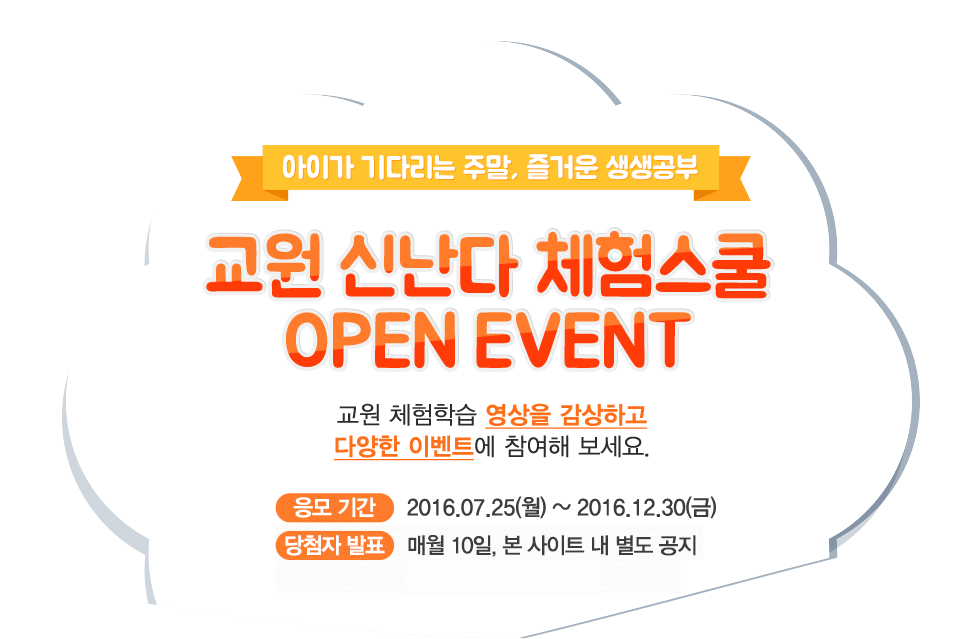 아이가 기다리는 주말, 즐거운 생생공부
교원 신난다 체험스쿨
OPEN EVENT
교원 체험학습 영상을 감상하고
다양한 이벤트에 참여해 보세요.
응모 기간 2016.07.25(월) ~ 2016.12.30(금)
당첨자 발표 매월 10일, 본 사이트 내 별도 공지